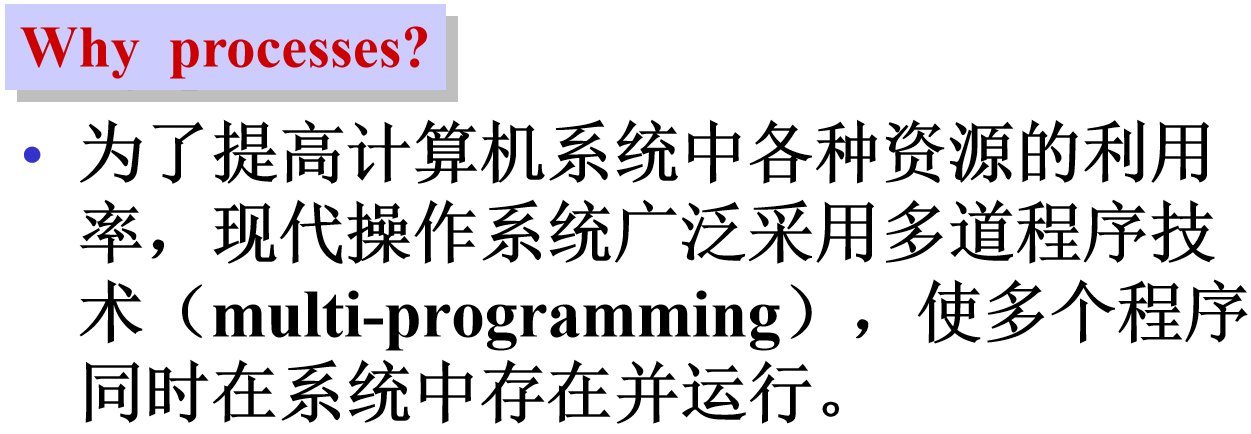 Why processes?
• 为了提高计算机系统中各种资源的利用
率，现代操作系统广泛采用多道程序技
术（multi-programming），使多个程序
同时在系统中存在并运行。